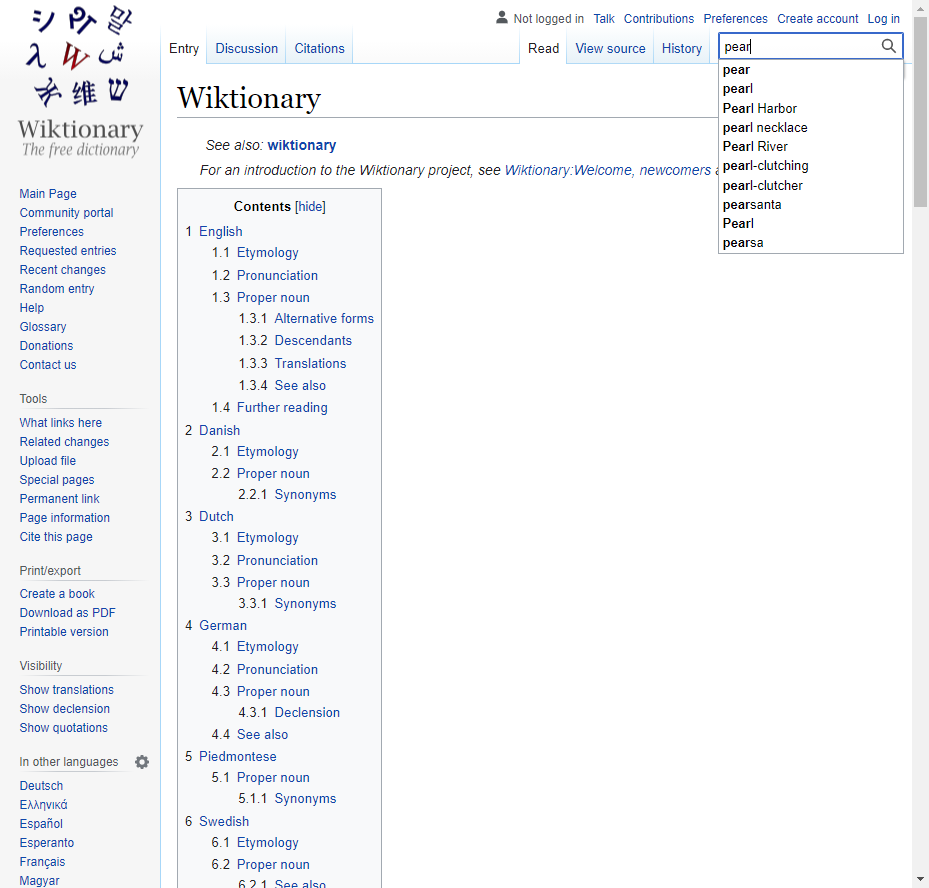 Not logged in Talk Contributions Preferences Create account Log in
Entry Discussion Citations Read View source History pear
pear
pearl
Pearl Harbor
pearl necklace
Pearl River
pearl-clutching
pearl-clutcher
pearsanta
Pearl
pearsa
シ
維
W
Wiktionary
The free dictionary
Main Page
Community portal
Preferences
Requested entries
Recent changes
Random entry
Help
Glossary
Donations
Contact us
Tools
What links here
Related changes
Upload file
Special pages
Permanent link
Page information
Cite this page
Print/export
Create a book
Download as PDF
Printable version
Visibility
Show translations
Show declension
Show quotations
In other languages
Deutsch
Ελληνικά
Español
Esperanto
Français
Magyar
Wiktionary
See also: wiktionary
For an introduction to the Wiktionary project, see Wiktionary:Welcome, newcomers
Contents [hide]
1 English
1.1 Etymology
1.2 Pronunciation
1.3 Proper noun
1.3.1 Alternative forms
1.3.2 Descendants
1.3.3 Translations
1.3.4 See also
1.4 Further reading
2 Danish
2.1 Etymology
2.2 Proper noun
2.2.1 Synonyms
3 Dutch
3.1 Etymology
3.2 Pronunciation
3.3 Proper noun
3.3.1 Synonyms
4 German
4.1 Etymology
4.2 Pronunciation
4.3 Proper noun
4.3.1 Declension
4.4 See also
5 Piedmontese
5.1 Proper noun
5.1.1 Synonyms
6 Swedish
6.1 Etymology
6.2 Proper noun
6.2.1 See also